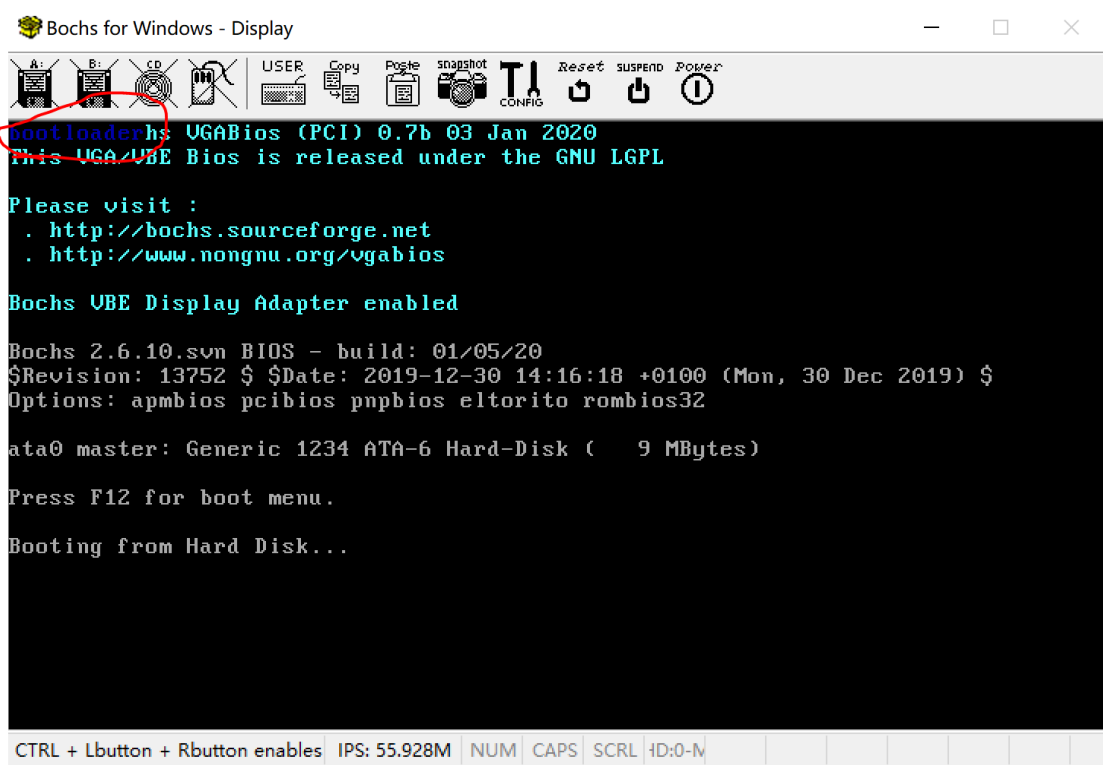 Bochs for Windows - Display
A: B: CD USER Copy Paste snapshot CONFIG Reset SUSPEND Power
bootloaderhs VGABios (PCI) 0.7b 03 Jan 2020
This VGA/VBE Bios is released under the GNU LGPL
Please visit :
. http://bochs.sourceforge.net
. http://www.nongnu.org/vgabios
Bochs VBE Display Adapter enabled
Bochs 2.6.10.svn BIOS - build: 01/05/20
$Revision: 13752 $ $Date: 2019-12-30 14:16:18 +0100 (Mon, 30 Dec 2019) $
Options: apmbios pcibios pnpbios eltorito rombios32
ata0 master: Generic 1234 ATA-6 Hard-Disk (   9 MBytes)
Press F12 for boot menu.
Booting from Hard Disk...
CTRL + Lbutton + Rbutton enables IPS: 55.928M NUM CAPS SCRL HD:0-M